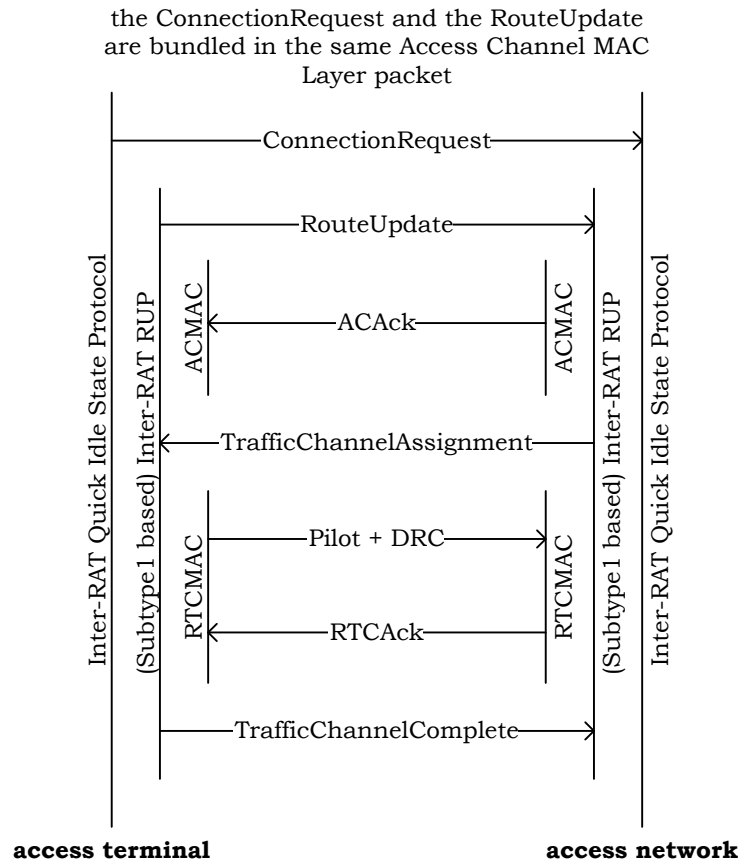 the ConnectionRequest and the RouteUpdate
are bundled in the same Access Channel MAC
Layer packet
ConnectionRequest
RouteUpdate
ACAck
TrafficChannelAssignment
Pilot + DRC
RTCAck
TrafficChannelComplete
Inter-RAT Quick Idle State Protocol
(Subtype1 based) Inter-RAT RUP
ACMAC
RTCMAC
ACMAC
RTCMAC
(Subtype1 based) Inter-RAT RUP
Inter-RAT Quick Idle State Protocol
access terminal
access network